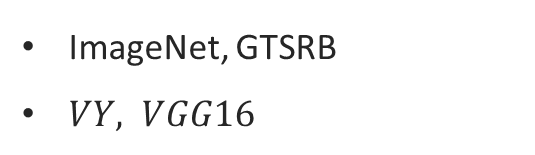 • ImageNet, GTSRB
• VY, VGG16